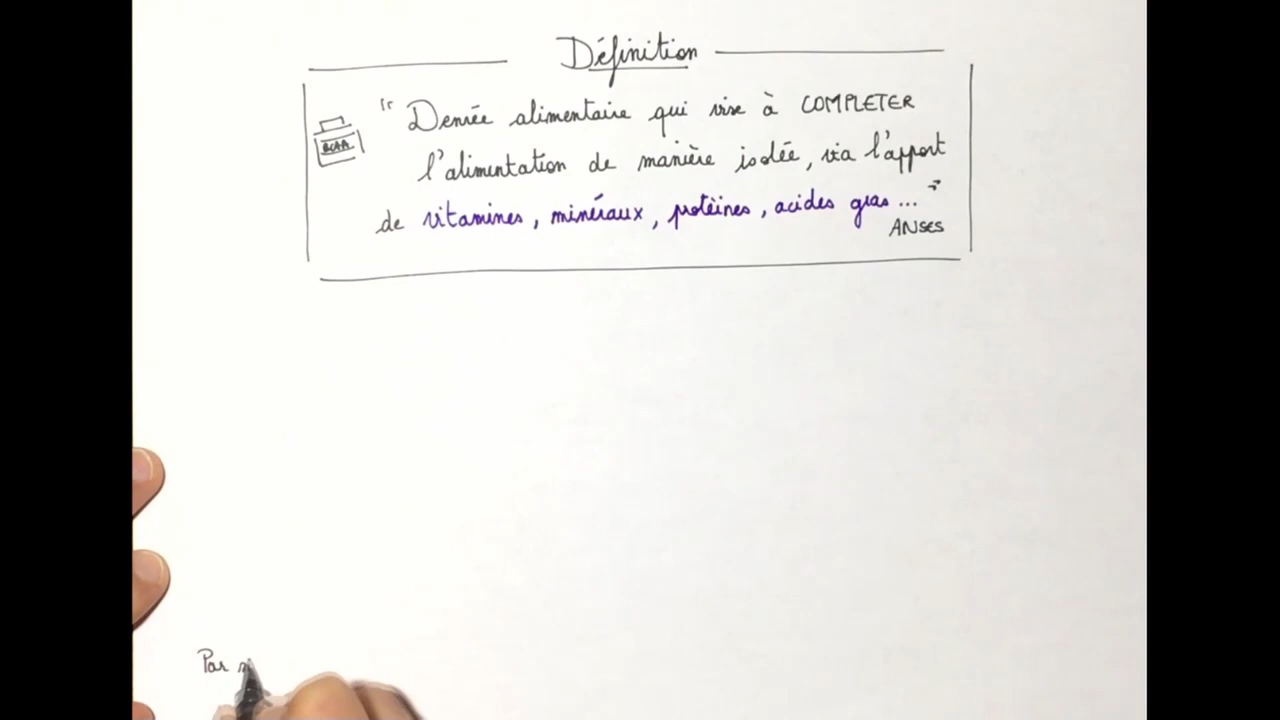 Définition
BCAA
" Denrée alimentaire qui vise à COMPLETER
l'alimentation de manière isolée, via l'apport
de vitamines, minéraux, protéines, acides gras ... "
ANSES
Par